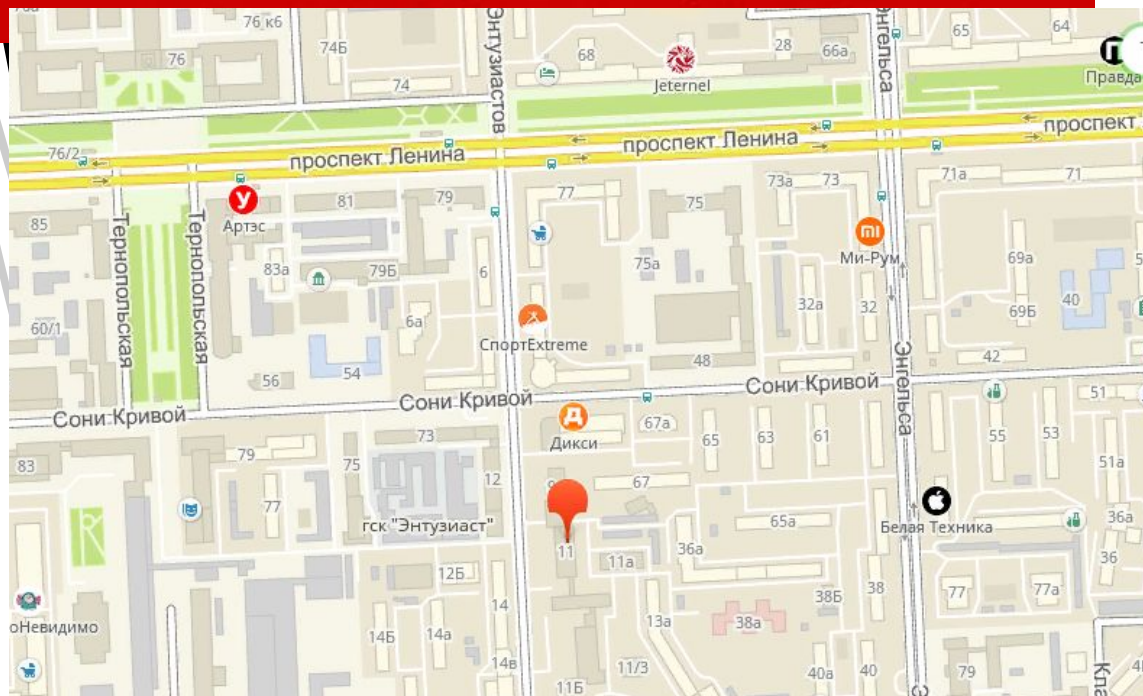 76 к6
76
74Б
74
Энтузиастов
68
Jeternel
28
66а
Энгельса
65
64
Правда
76/2
проспект Ленина
проспект Ленина
проспект
85
Тернопольская
Тернопольская
У
Артэс
81
79
77
75
73а
73
71а
71
83а
79Б
6
75а
Ми-Рум
69а
40
60/1
6а
СпортExtreme
32а
32
69Б
56
54
48
Энгельса
42
Сони Кривой
Сони Кривой
Сони Кривой
51
Д
Дикси
67а
65
63
61
55
53
83
79
73
75
77
12
67
51а
гск "Энтузиаст"
65а
Белая Техника
36а
11
11а
36а
36
12Б
14
38Б
38
77
77а
оНевидимо
14Б
14а
13а
38а
14в
11/3
11Б
40а
40
79